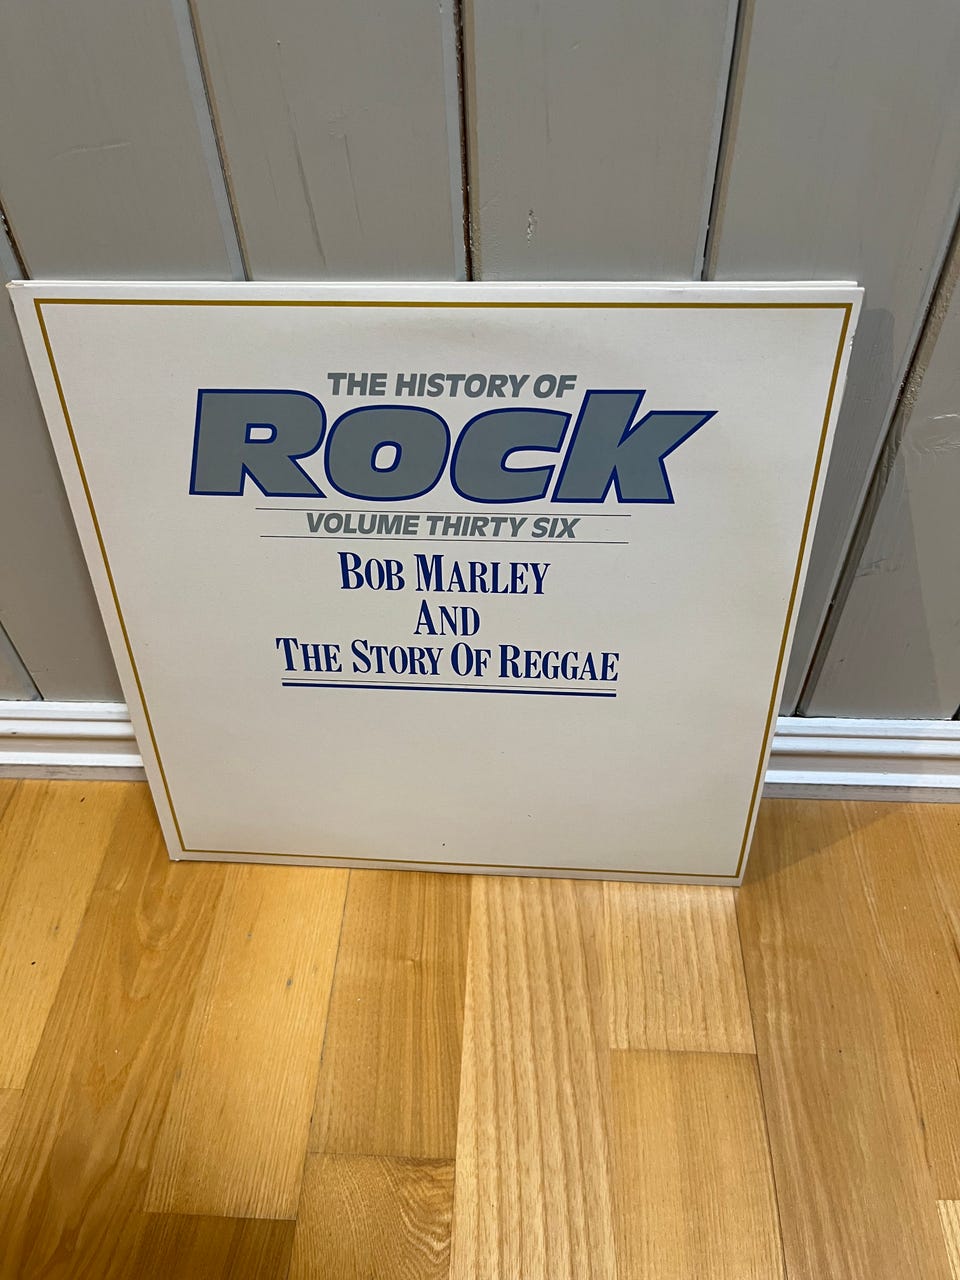 THE HISTORY OF
ROCK
VOLUME THIRTY SIX
BOB MARLEY
AND
THE STORY OF REGGAE